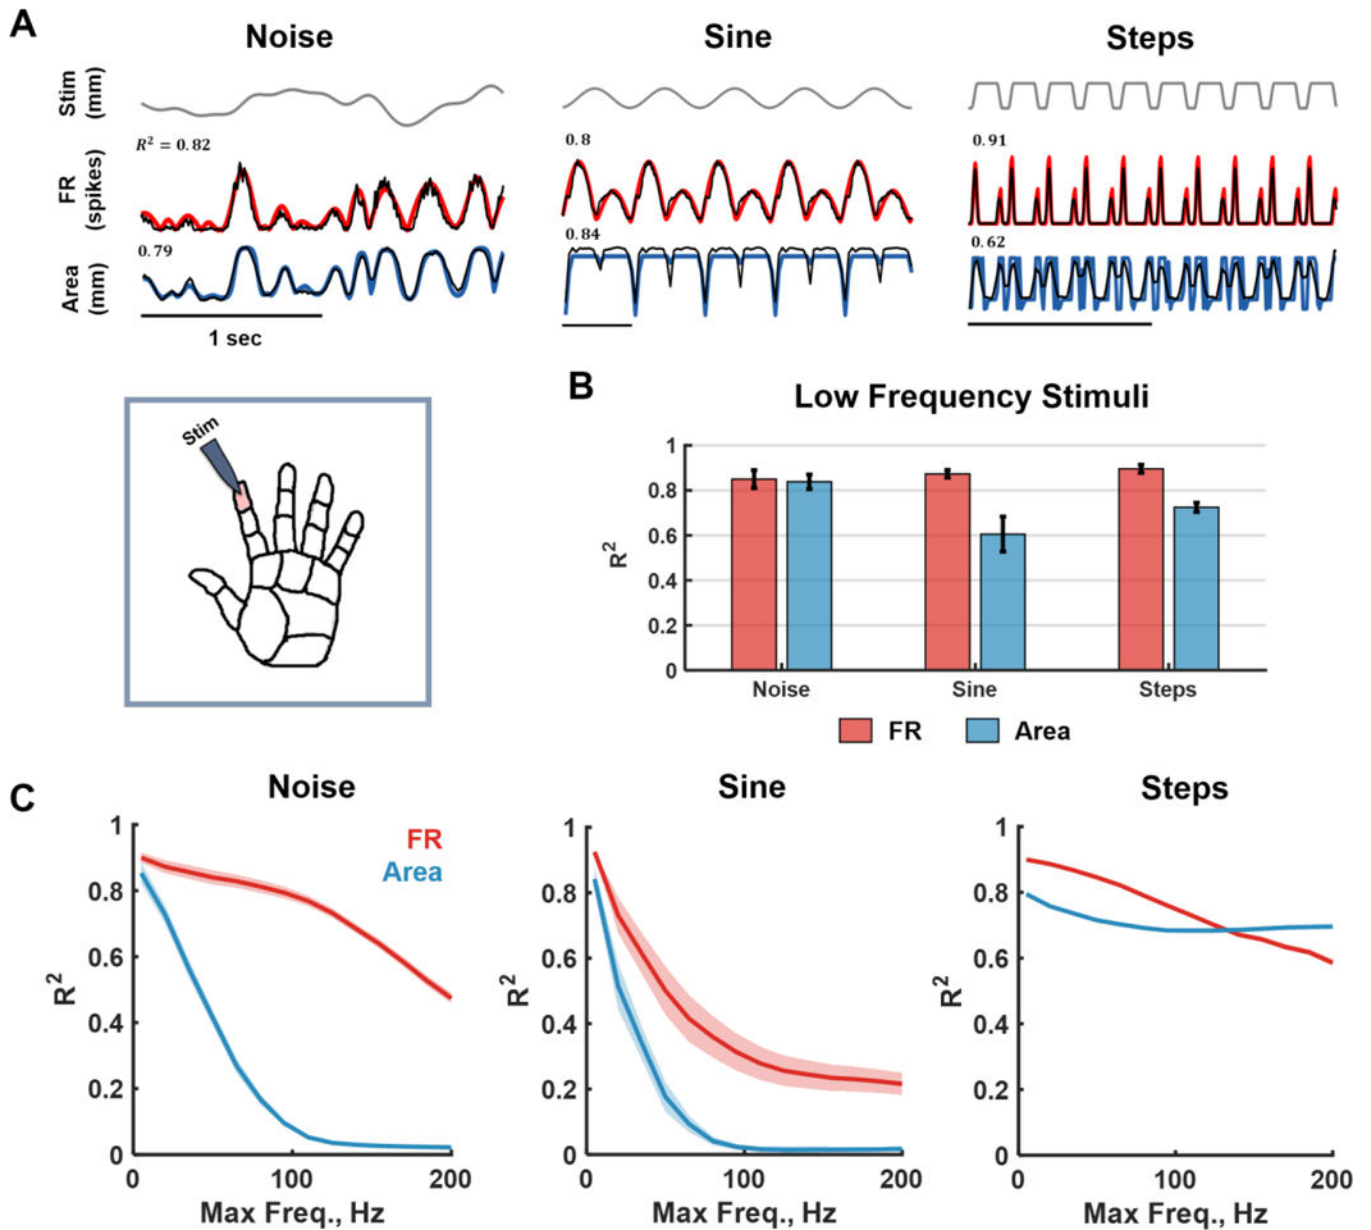 A
Noise
Sine
Steps
Stim
(mm)
FR
(spikes)
R² = 0.82
0.8
0.91
Area
(mm)
0.79
0.84
0.62
1 sec
Stim
B
Low Frequency Stimuli
R²
1
0.8
0.6
0.4
0.2
0
Noise
Sine
Steps
FR
Area
C
Noise
R²
1
0.8
0.6
0.4
0.2
0
FR
Area
0
100
200
Max Freq., Hz
Sine
R²
1
0.8
0.6
0.4
0.2
0
0
100
200
Max Freq., Hz
Steps
R²
1
0.8
0.6
0.4
0.2
0
0
100
200
Max Freq., Hz